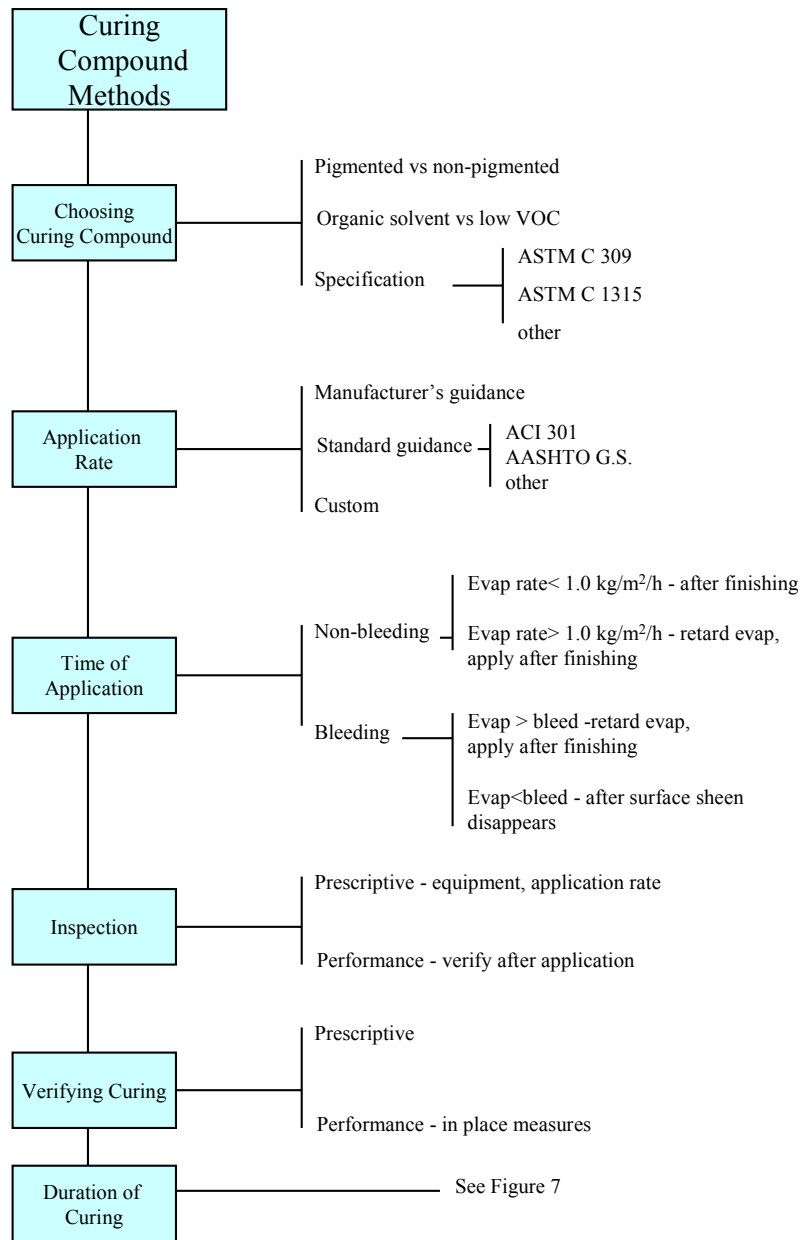 Curing
Compound
Methods
Choosing
Curing Compound
Pigmented vs non-pigmented
Organic solvent vs low VOC
Specification
ASTM C 309
ASTM C 1315
other
Application
Rate
Manufacturer’s guidance
Standard guidance
ACI 301
AASHTO G.S.
other
Custom
Time of
Application
Non-bleeding
Evap rate< 1.0 kg/m²/h - after finishing
Evap rate> 1.0 kg/m²/h - retard evap,
apply after finishing
Bleeding
Evap > bleed -retard evap,
apply after finishing
Evap<bleed - after surface sheen
disappears
Inspection
Prescriptive - equipment, application rate
Performance - verify after application
Verifying Curing
Prescriptive
Performance - in place measures
Duration of
Curing
See Figure 7